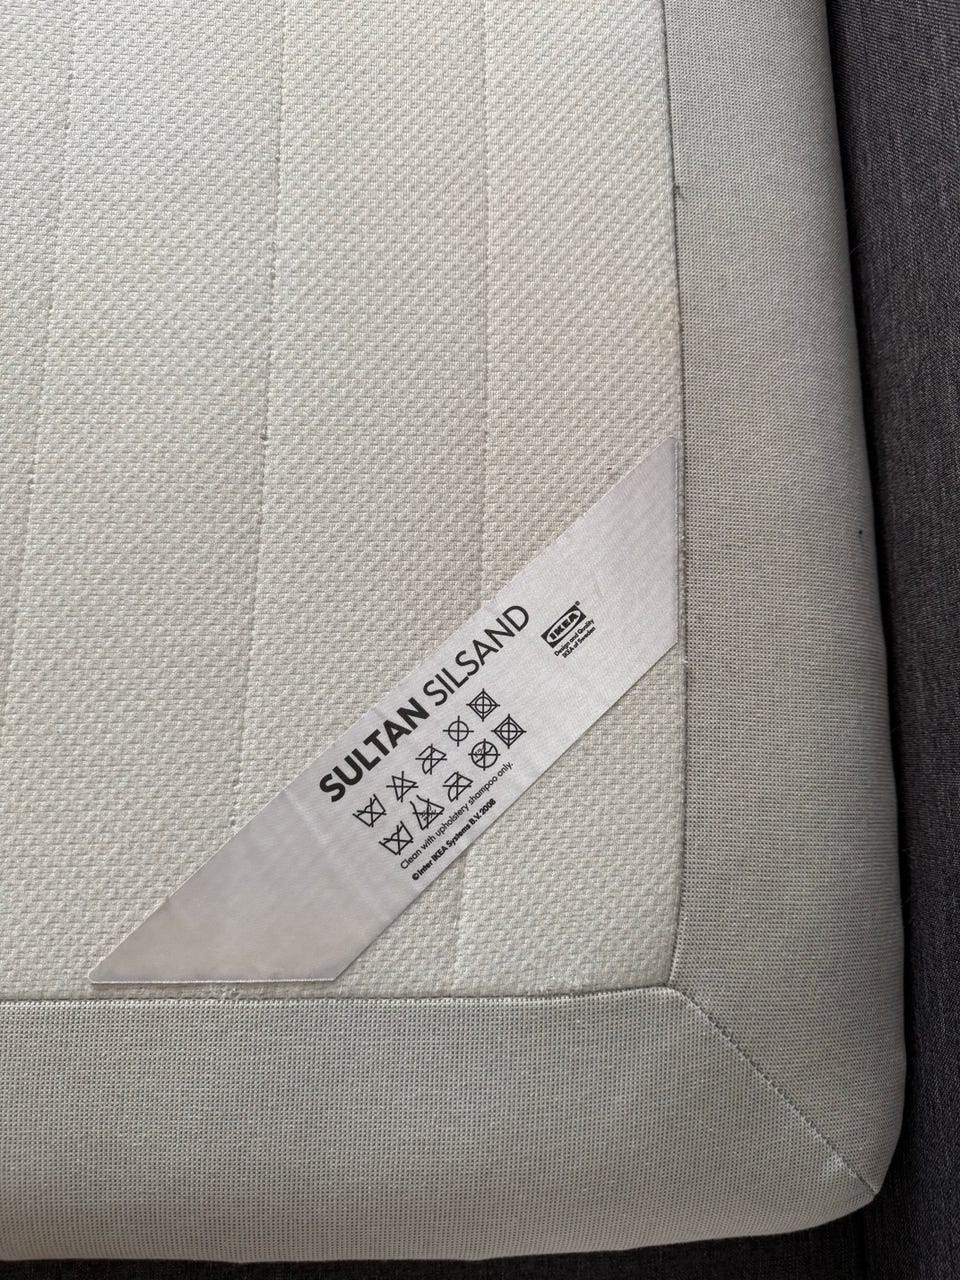 SULTAN SILSAND
IKEA®
Design and Quality
IKEA of Sweden
Clean with upholstery shampoo only.
© Inter IKEA Systems B.V. 2008